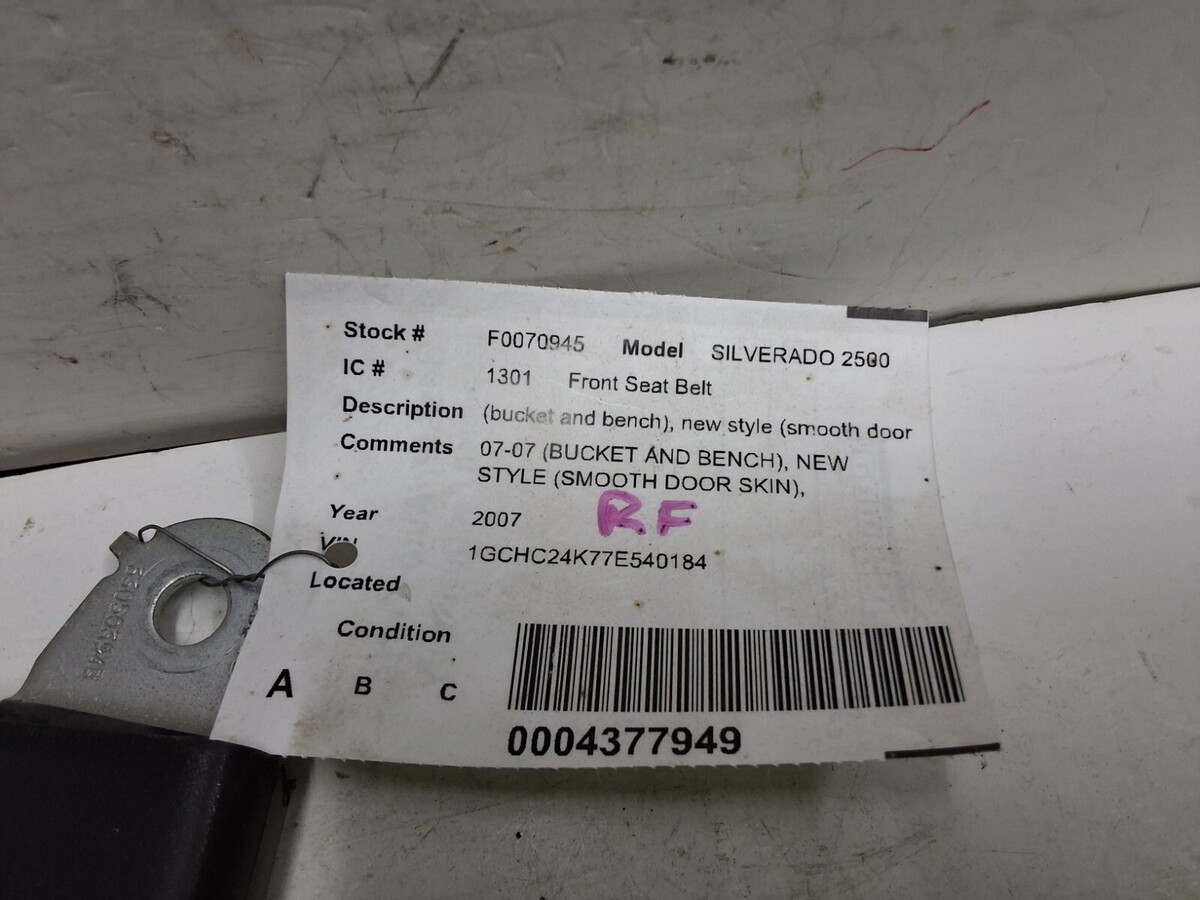 Stock # F0070945 Model SILVERADO 2500
IC # 1301 Front Seat Belt
Description (bucket and bench), new style (smooth door
Comments 07-07 (BUCKET AND BENCH), NEW
STYLE (SMOOTH DOOR SKIN),
RF
Year 2007
VIN 1GCHC24K77E540184
Located
Condition
A B C
0004377949